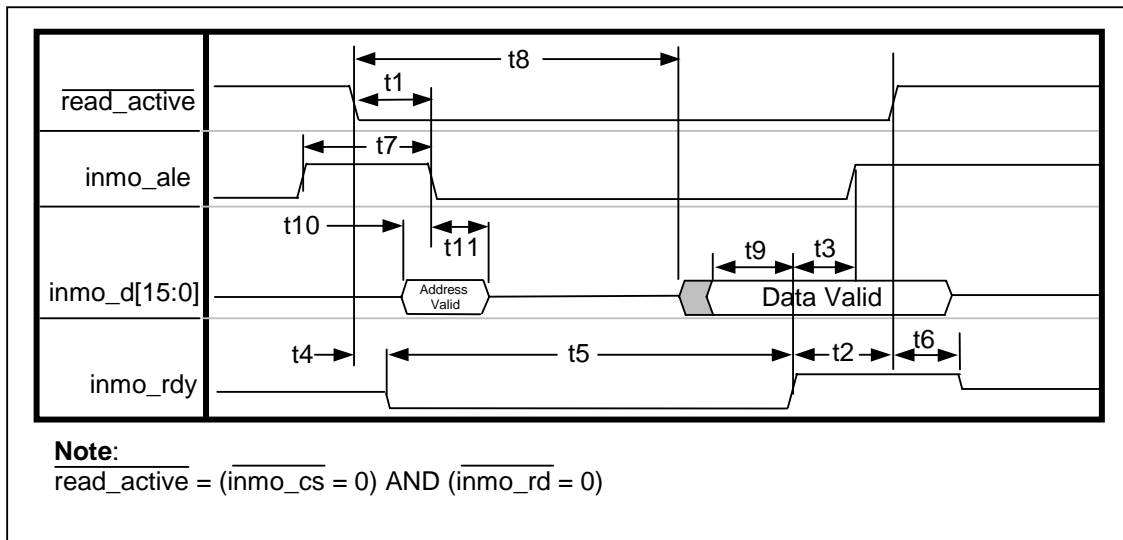 t8
t1
read_active
t7
inmo_ale
t10
t11
t9
t3
inmo_d[15:0]
Address
Valid
Data Valid
t4
t5
t2
t6
inmo_rdy
Note:
read_active = (inmo_cs = 0) AND (inmo_rd = 0)